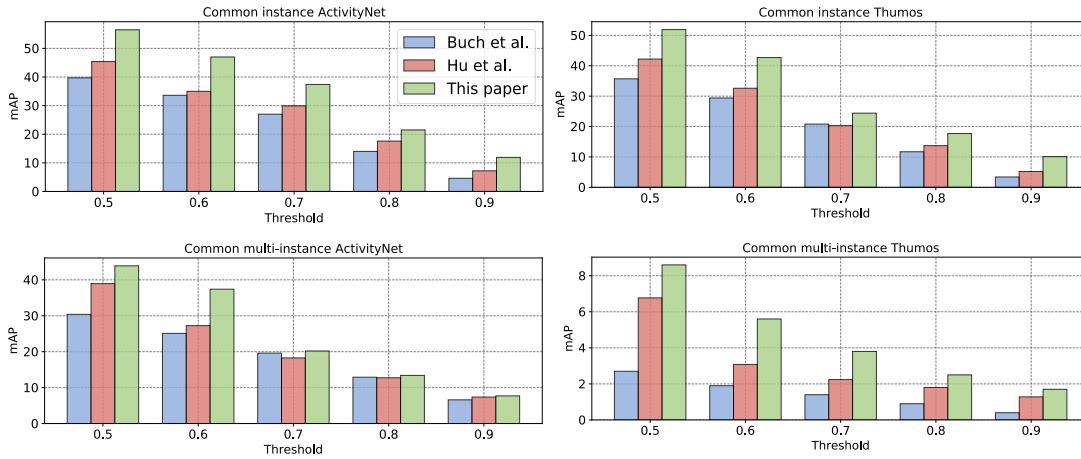 Common instance ActivityNet
mAP
50
40
30
20
10
0
0.5 0.6 0.7 0.8 0.9
Threshold
Buch et al.
Hu et al.
This paper
Common instance Thumos
mAP
50
40
30
20
10
0
0.5 0.6 0.7 0.8 0.9
Threshold
Common multi-instance ActivityNet
mAP
40
30
20
10
0
0.5 0.6 0.7 0.8 0.9
Threshold
Common multi-instance Thumos
mAP
8
6
4
2
0
0.5 0.6 0.7 0.8 0.9
Threshold